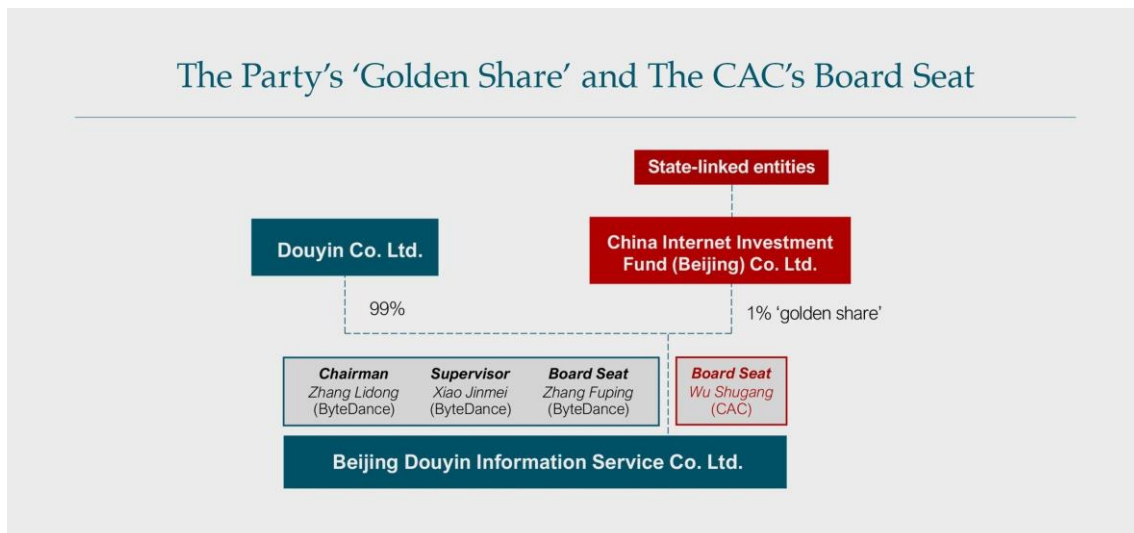 The Party’s ‘Golden Share’ and The CAC’s Board Seat
State-linked entities
Douyin Co. Ltd.
China Internet Investment
Fund (Beijing) Co. Ltd.
99%
1% ‘golden share’
Chairman
Zhang Lidong
(ByteDance)
Supervisor
Xiao Jinmei
(ByteDance)
Board Seat
Zhang Fuping
(ByteDance)
Board Seat
Wu Shugang
(CAC)
Beijing Douyin Information Service Co. Ltd.